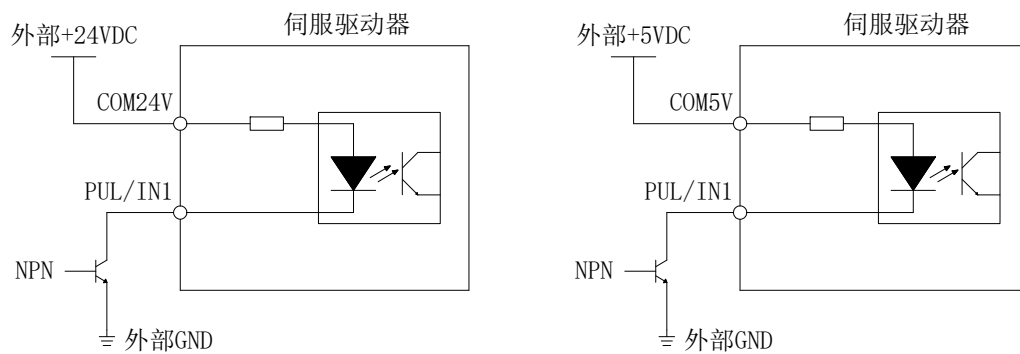 伺服驱动器
外部+24VDC
COM24V
PUL/IN1
NPN
外部GND
伺服驱动器
外部+5VDC
COM5V
PUL/IN1
NPN
外部GND